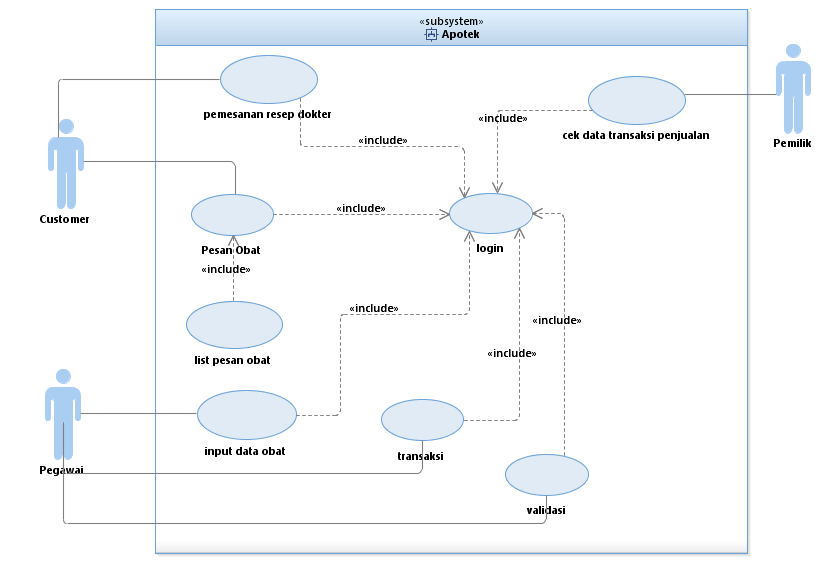 «subsystem»
Apotek
pemesanan resep dokter
«include»
«include»
cek data transaksi penjualan
Pemilik
Customer
«include»
Pesan Obat
login
«include»
«include»
«include»
list pesan obat
«include»
input data obat
transaksi
Pegawai
validasi